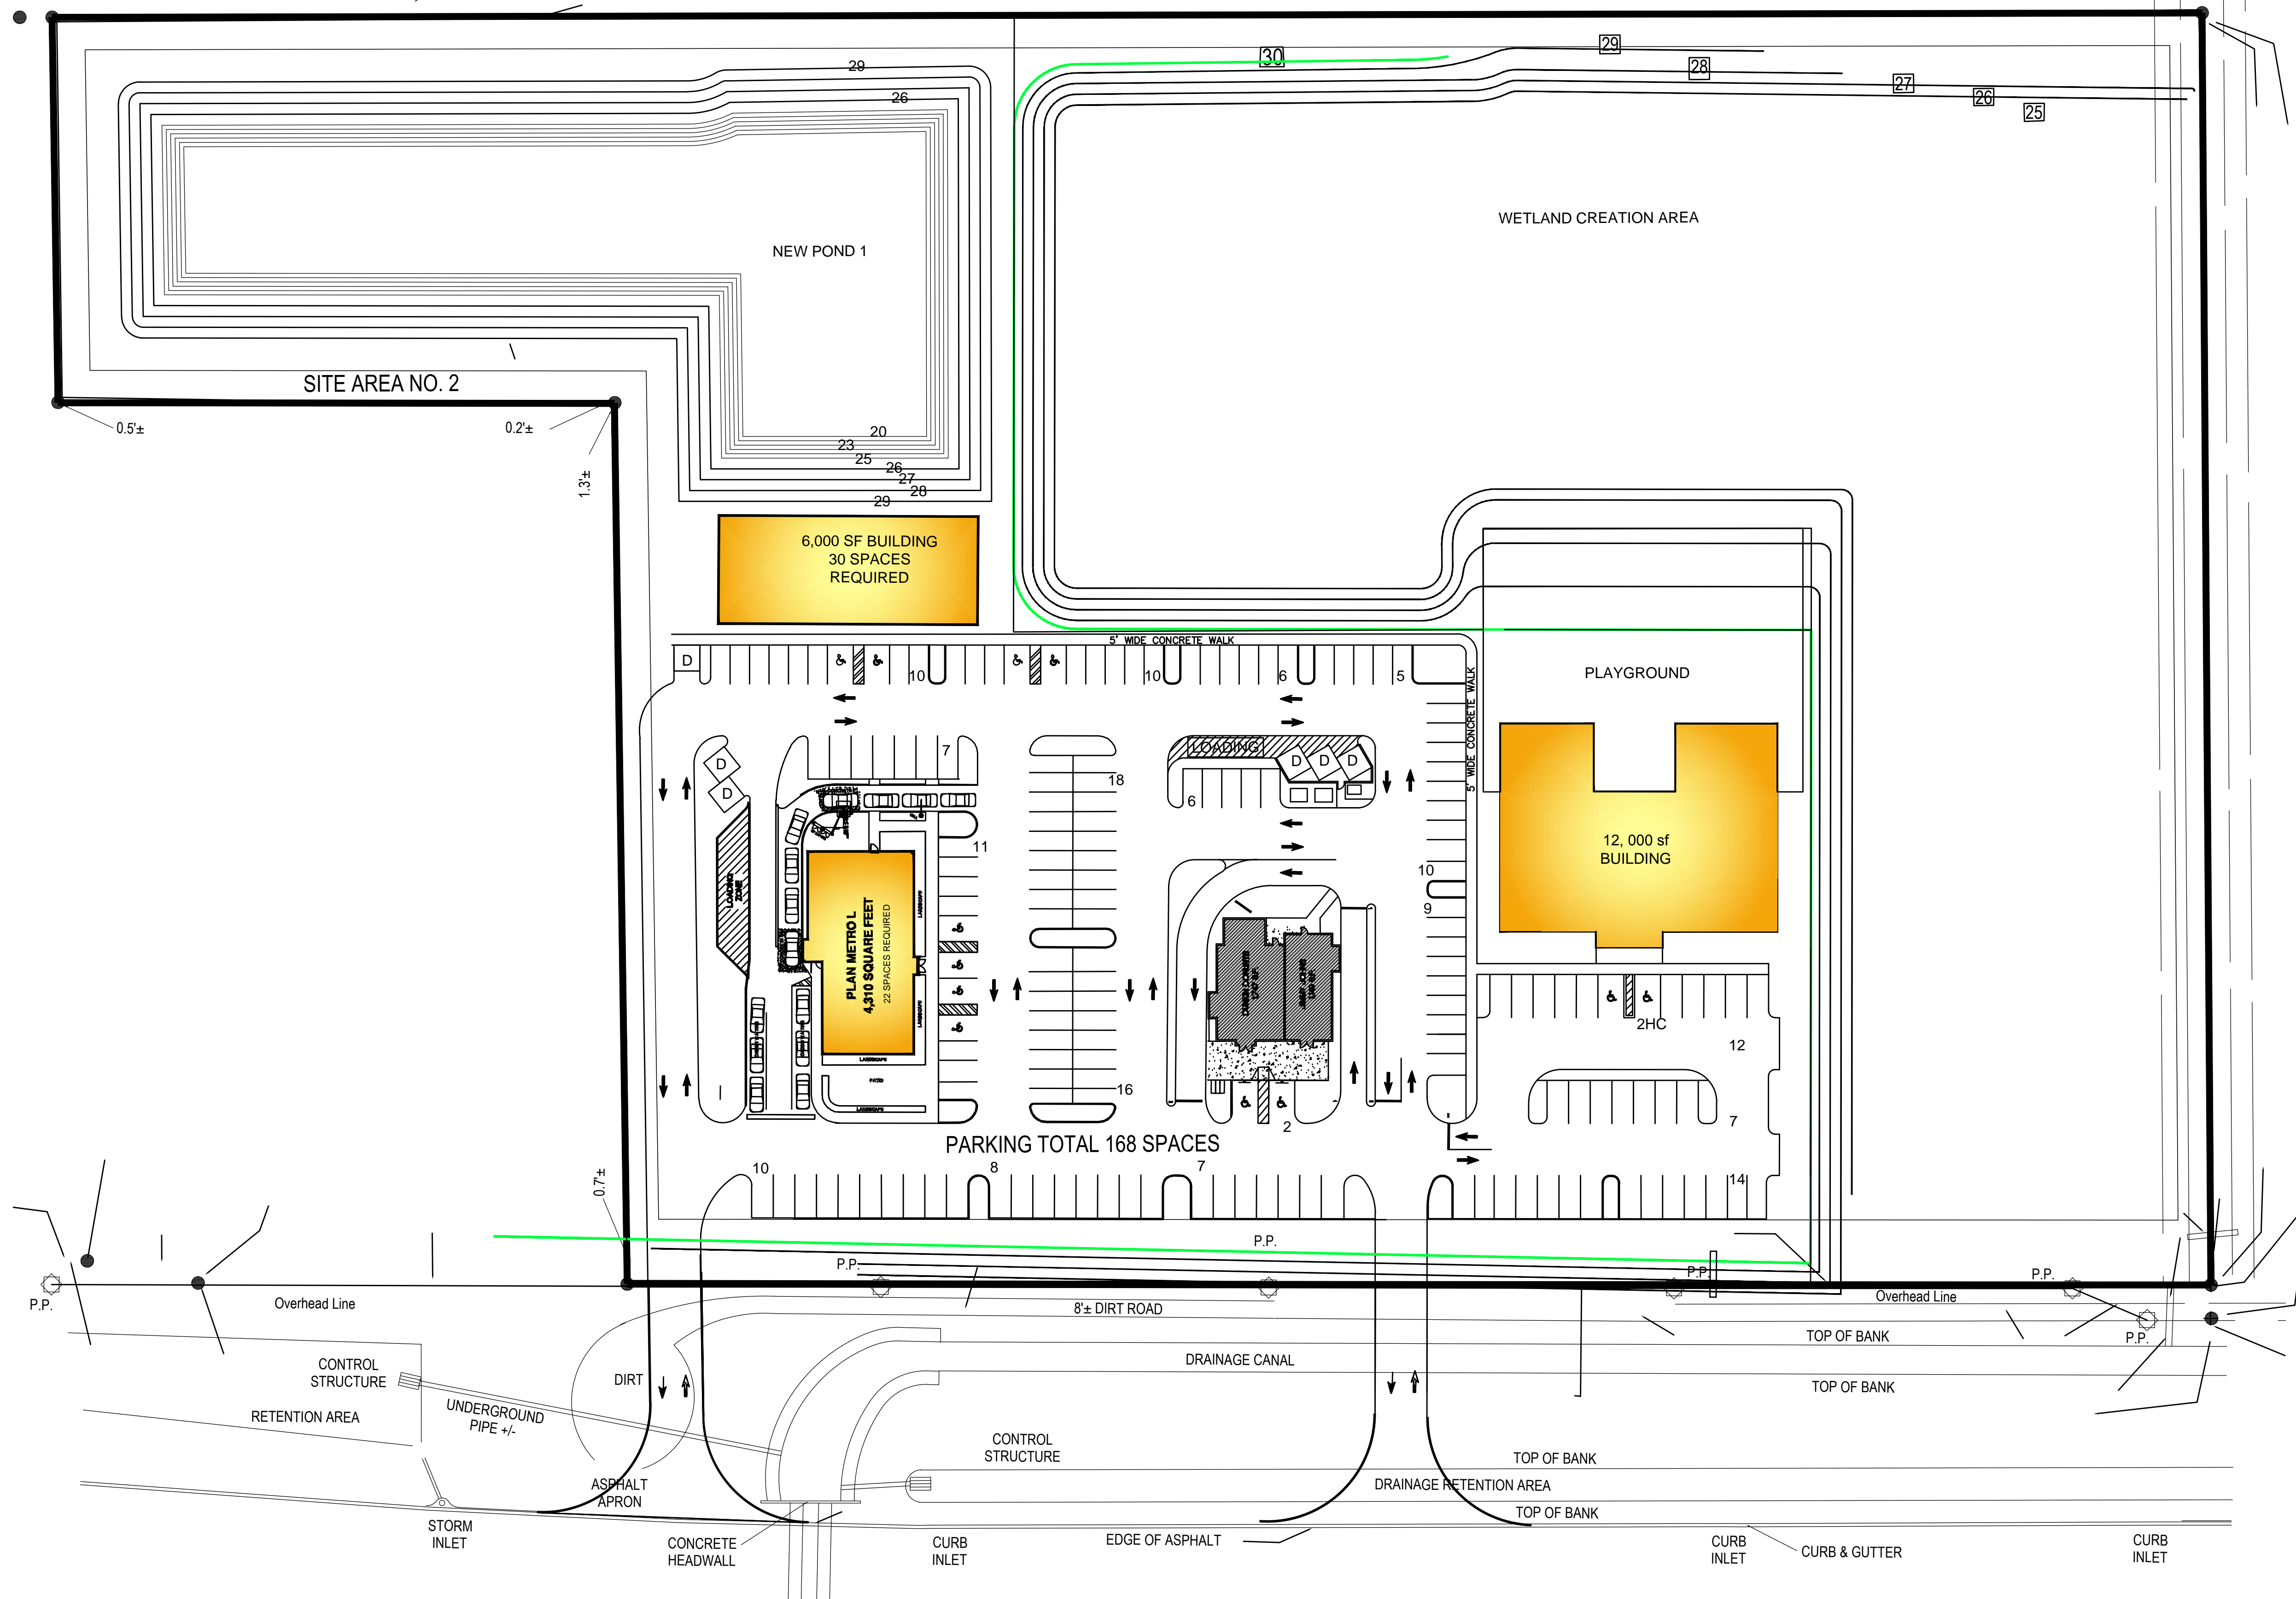 29
26
30
29
28
27
26
25
WETLAND CREATION AREA
NEW POND 1
SITE AREA NO. 2
0.5'±
0.2'±
1.3'±
20
23
25
26
27
28
29
6,000 SF BUILDING
30 SPACES
REQUIRED
5' WIDE CONCRETE WALK
D
10
10
6
5
5' WIDE CONCRETE WALK
PLAYGROUND
D
D
7
18
LOADING
D
D
D
6
11
12, 000 sf
BUILDING
LOADING
ZONE
PLAN METRO L
4,310 SQUARE FEET
22 SPACES REQUIRED
LANDSCAPE
LANDSCAPE
LANDSCAPE
PATIO
LANDSCAPE
10
9
2HC
12
7
16
2
PARKING TOTAL 168 SPACES
10
8
7
14
0.7'±
P.P.
P.P.
P.P.
P.P.
P.P.
Overhead Line
Overhead Line
P.P.
8'± DIRT ROAD
TOP OF BANK
DRAINAGE CANAL
TOP OF BANK
CONTROL
STRUCTURE
DIRT
RETENTION AREA
UNDERGROUND
PIPE +/-
CONTROL
STRUCTURE
TOP OF BANK
DRAINAGE RETENTION AREA
TOP OF BANK
ASPHALT
APRON
STORM
INLET
CONCRETE
HEADWALL
CURB
INLET
EDGE OF ASPHALT
CURB
INLET
CURB & GUTTER
CURB
INLET